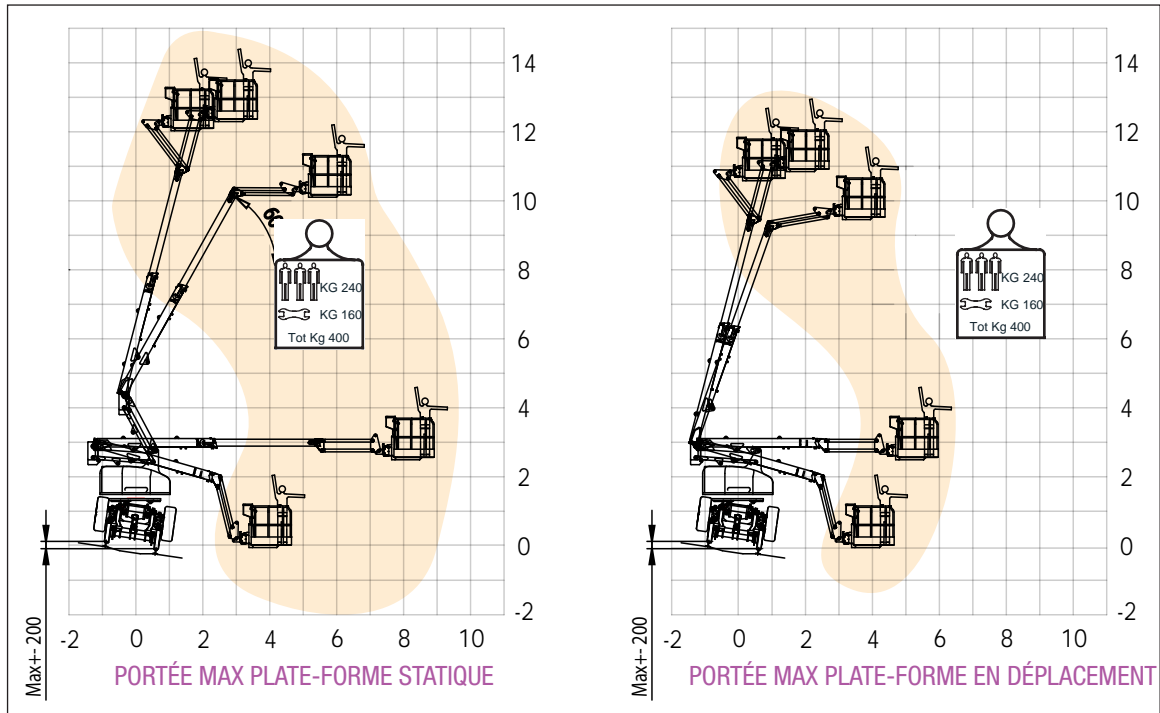 14
12
10
8
6
4
2
0
-2
-2 0 2 4 6 8 10
KG 240
KG 160
Tot Kg 400
Max+- 200
PORTÉE MAX PLATE-FORME STATIQUE
14
12
10
8
6
4
2
0
-2
-2 0 2 4 6 8 10
KG 240
KG 160
Tot Kg 400
Max+- 200
PORTÉE MAX PLATE-FORME EN DÉPLACEMENT